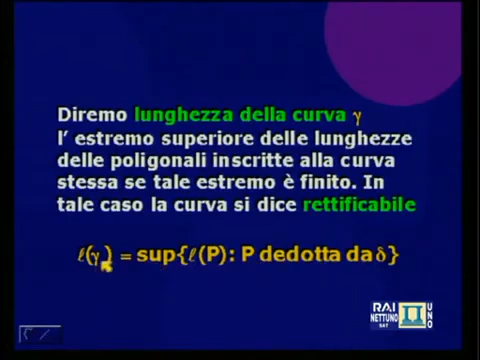 Diremo lunghezza della curva γ
l' estremo superiore delle lunghezze
delle poligonali inscritte alla curva
stessa se tale estremo è finito. In
tale caso la curva si dice rettificabile
ℓ(γ) = sup{ℓ(P): P dedotta da δ}
RAI
NETTUNO
SAT
UNO